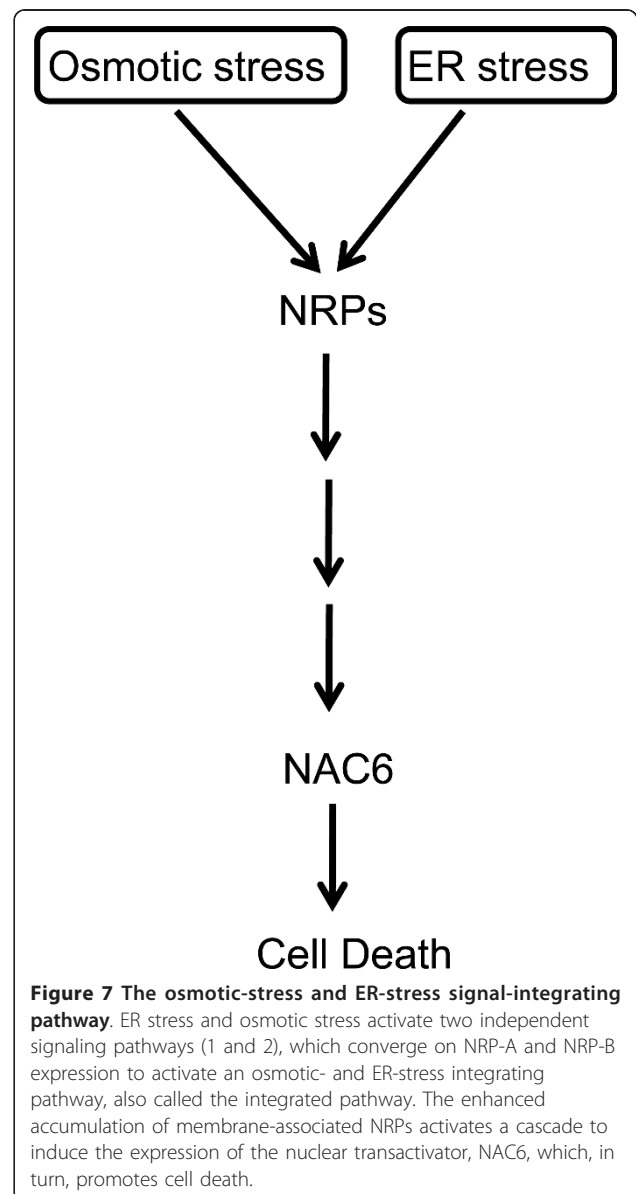 Osmotic stress ER stress
NRPs
NAC6
Cell Death
Figure 7 The osmotic-stress and ER-stress signal-integrating
pathway. ER stress and osmotic stress activate two independent
signaling pathways (1 and 2), which converge on NRP-A and NRP-B
expression to activate an osmotic- and ER-stress integrating
pathway, also called the integrated pathway. The enhanced
accumulation of membrane-associated NRPs activates a cascade to
induce the expression of the nuclear transactivator, NAC6, which, in
turn, promotes cell death.